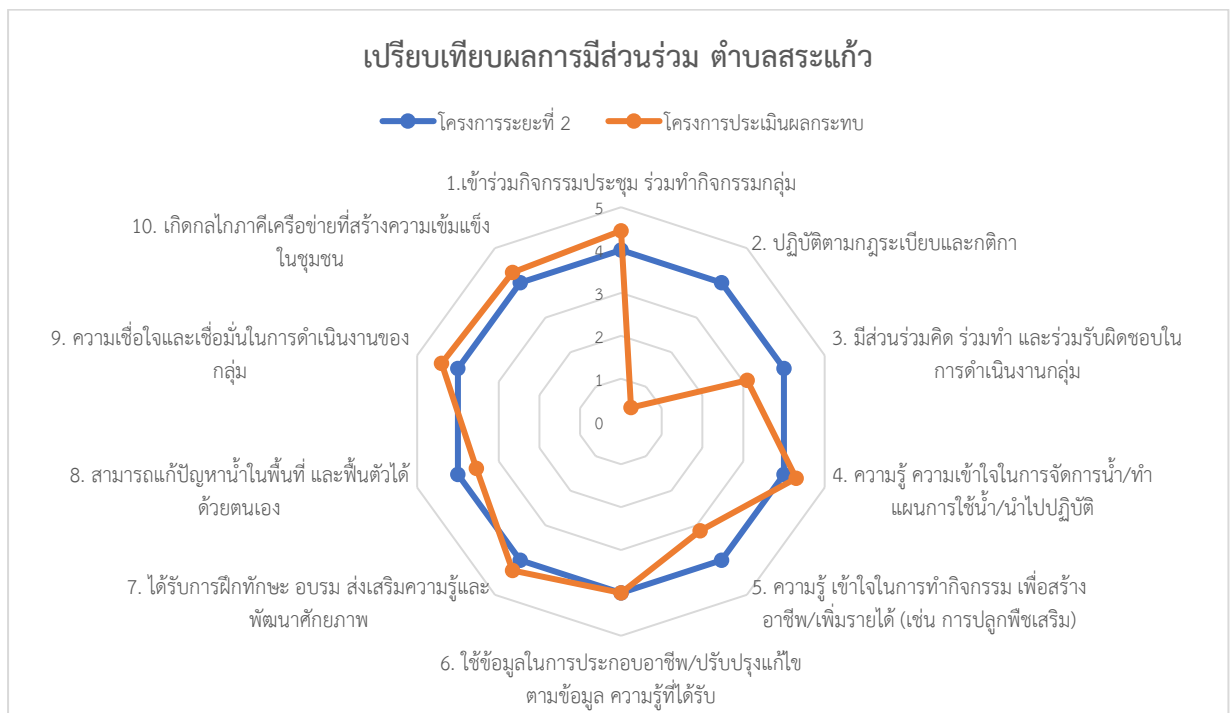 เปรียบเทียบผลการมีส่วนร่วม ตำบลสระแก้ว
โครงการระยะที่ 2
โครงการประเมินผลกระทบ
1.เข้าร่วมกิจกรรมประชุม ร่วมทำกิจกรรมกลุ่ม
2. ปฏิบัติตามกฎระเบียบและกติกา
3. มีส่วนร่วมคิด ร่วมทำ และร่วมรับผิดชอบใน
การดำเนินงานกลุ่ม
4. ความรู้ ความเข้าใจในการจัดการน้ำ/ทำ
แผนการใช้น้ำ/นำไปปฏิบัติ
5. ความรู้ เข้าใจในการทำกิจกรรม เพื่อสร้าง
อาชีพ/เพิ่มรายได้ (เช่น การปลูกพืชเสริม)
6. ใช้ข้อมูลในการประกอบอาชีพ/ปรับปรุงแก้ไข
ตามข้อมูล ความรู้ที่ได้รับ
7. ได้รับการฝึกทักษะ อบรม ส่งเสริมความรู้และ
พัฒนาศักยภาพ
8. สามารถแก้ปัญหาน้ำในพื้นที่ และฟื้นตัวได้
ด้วยตนเอง
9. ความเชื่อใจและเชื่อมั่นในการดำเนินงานของ
กลุ่ม
10. เกิดกลไกภาคีเครือข่ายที่สร้างความเข้มแข็ง
ในชุมชน
5
4
3
2
1
0